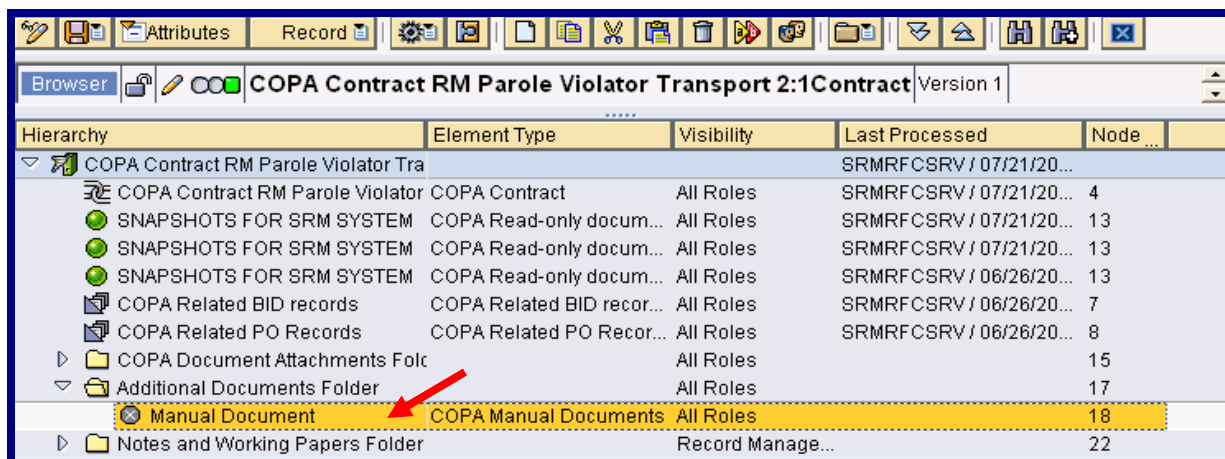 Attributes Record
Browser COPA Contract RM Parole Violator Transport 2:1Contract Version 1
Hierarchy Element Type Visibility Last Processed Node ...
COPA Contract RM Parole Violator Tra SRMRFCSRV / 07/21/20...
COPA Contract RM Parole Violator COPA Contract All Roles SRMRFCSRV / 07/21/20... 4
SNAPSHOTS FOR SRM SYSTEM COPA Read-only docum... All Roles SRMRFCSRV / 07/21/20... 13
SNAPSHOTS FOR SRM SYSTEM COPA Read-only docum... All Roles SRMRFCSRV / 07/21/20... 13
SNAPSHOTS FOR SRM SYSTEM COPA Read-only docum... All Roles SRMRFCSRV / 06/26/20... 13
COPA Related BID records COPA Related BID recor... All Roles SRMRFCSRV / 06/26/20... 7
COPA Related PO Records COPA Related PO Recor... All Roles SRMRFCSRV / 06/26/20... 8
COPA Document Attachments Folc All Roles 15
Additional Documents Folder All Roles 17
Manual Document COPA Manual Documents All Roles 18
Notes and Working Papers Folder Record Manage... 22